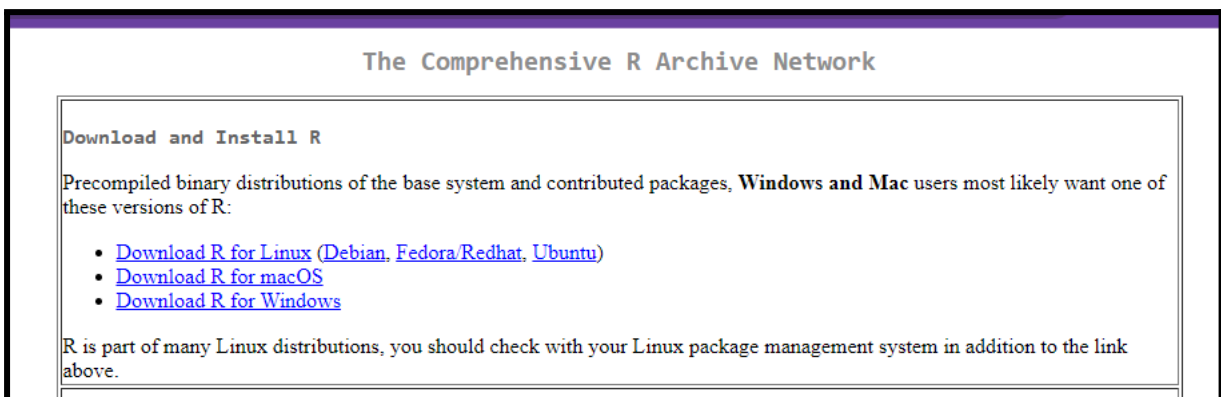 The Comprehensive R Archive Network
Download and Install R
Precompiled binary distributions of the base system and contributed packages, Windows and Mac users most likely want one of
these versions of R:
• Download R for Linux (Debian, Fedora/Redhat, Ubuntu)
• Download R for macOS
• Download R for Windows
R is part of many Linux distributions, you should check with your Linux package management system in addition to the link
above.